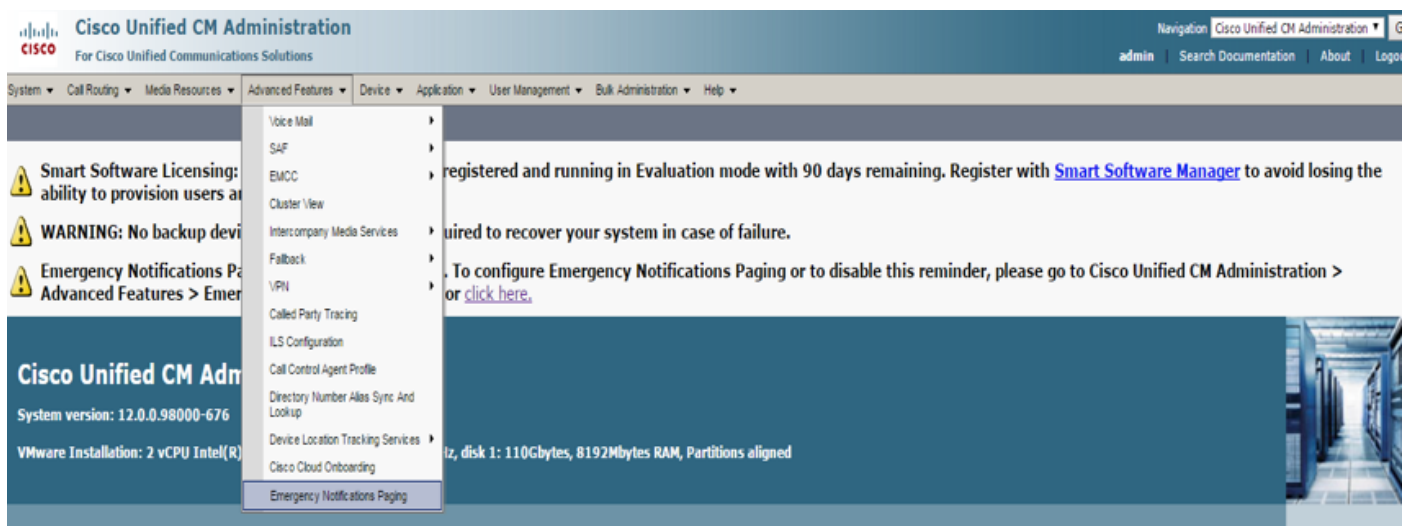 CISCO
Cisco Unified CM Administration
For Cisco Unified Communications Solutions
Navigation Cisco Unified CM Administration
admin | Search Documentation | About |
System Call Routing Media Resources Advanced Features Device Application User Management Bulk Administration Help
Voice Mail
SAF
EMCC
Cluster View
Intercompany Media Services
Fallback
VPN
Called Party Tracing
ILS Configuration
Call Control Agent Profile
Directory Number Alias Sync And
Lookup
Device Location Tracking Services
Cisco Cloud Onboarding
Emergency Notifications Paging
Smart Software Licensing: registered and running in Evaluation mode with 90 days remaining. Register with Smart Software Manager to avoid losing the
ability to provision users
WARNING: No backup uired to recover your system in case of failure.
Emergency Notifications . To configure Emergency Notifications Paging or to disable this reminder, please go to Cisco Unified CM Administration >
Advanced Features > or click here.
Cisco Unified CM
System version: 12.0.0.98000-676
VMware Installation: 2 vCPU Intel(R) disk 1: 110Gbytes, 8192Mbytes RAM, Partitions aligned